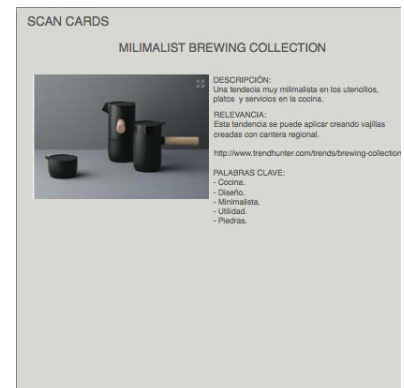 SCAN CARDS
MILIMALIST BREWING COLLECTION
DESCRIPCIÓN:
Una tendecia muy milimalista en los utencilios,
platos y servicios en la cocina.
RELEVANCIA:
Esta tendencia se puede aplicar creando vajillas
creadas con cantera regional.
http://www.trendhunter.com/trends/brewing-collection
PALABRAS CLAVE:
- Cocina.
- Diseño.
- Minimalista.
- Utilidad.
- Piedras.